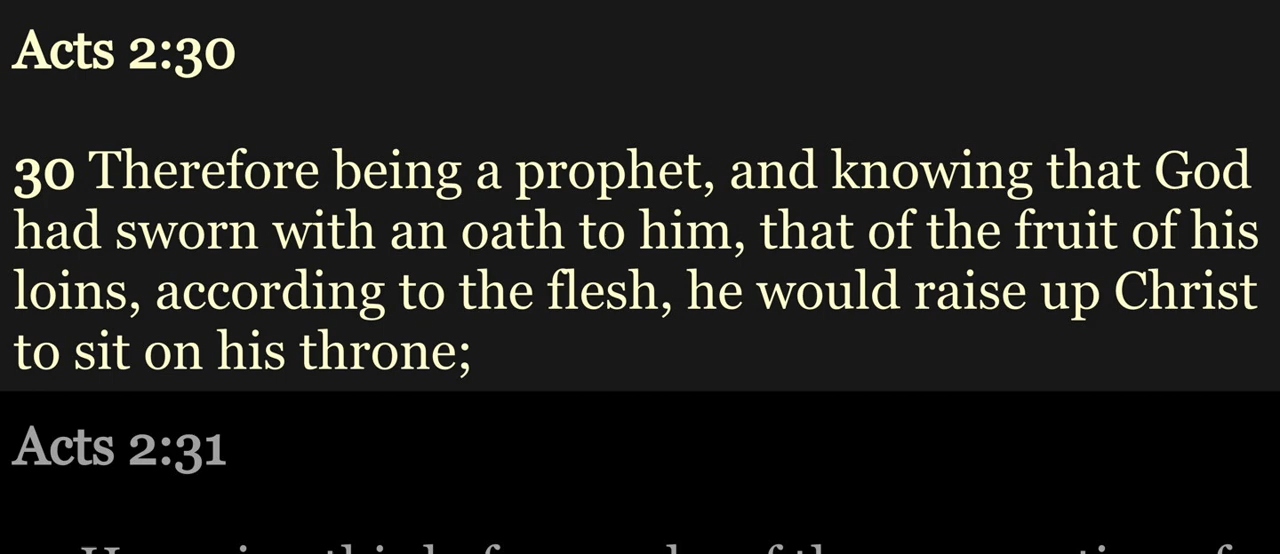 Acts 2:30
30 Therefore being a prophet, and knowing that God
had sworn with an oath to him, that of the fruit of his
loins, according to the flesh, he would raise up Christ
to sit on his throne;
Acts 2:31